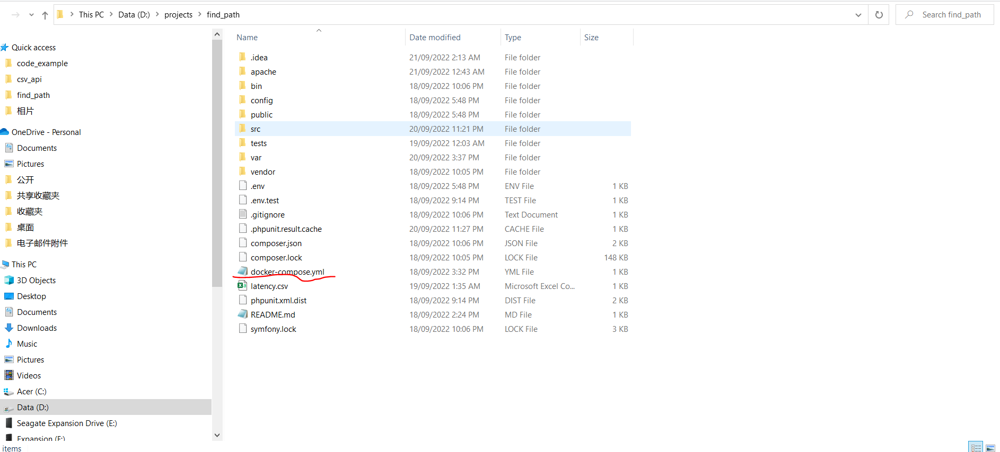 This PC > Data (D:) > projects > find_path
Search find_path
Quick access
code_example
csv_api
find_path
相片
OneDrive - Personal
Documents
Pictures
公开
共享收藏夹
收藏夹
桌面
电子邮件附件
This PC
3D Objects
Desktop
Documents
Downloads
Music
Pictures
Videos
Acer (C:)
Data (D:)
Seagate Expansion Drive (E:)
Expansion (F:)
items
Name Date modified Type Size
.idea 21/09/2022 2:13 AM File folder
apache 21/09/2022 12:43 AM File folder
bin 18/09/2022 10:06 PM File folder
config 18/09/2022 5:48 PM File folder
public 18/09/2022 5:48 PM File folder
src 20/09/2022 11:21 PM File folder
tests 19/09/2022 12:03 AM File folder
var 20/09/2022 3:37 PM File folder
vendor 18/09/2022 10:05 PM File folder
.env 18/09/2022 5:48 PM ENV File 1 KB
.env.test 18/09/2022 9:14 PM TEST File 1 KB
.gitignore 18/09/2022 10:06 PM Text Document 1 KB
.phpunit.result.cache 20/09/2022 11:27 PM CACHE File 1 KB
composer.json 18/09/2022 10:06 PM JSON File 2 KB
composer.lock 18/09/2022 10:05 PM LOCK File 148 KB
docker-compose.yml 18/09/2022 3:32 PM YML File 1 KB
latency.csv 19/09/2022 1:35 AM Microsoft Excel Co... 1 KB
phpunit.xml.dist 18/09/2022 9:14 PM DIST File 2 KB
README.md 18/09/2022 2:24 PM MD File 1 KB
symfony.lock 18/09/2022 10:06 PM LOCK File 3 KB